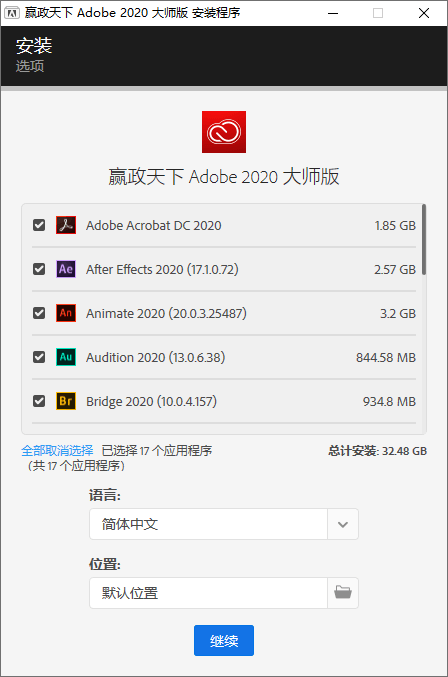 赢政天下 Adobe 2020 大师版 安装程序
安装
选项
赢政天下 Adobe 2020 大师版
Adobe Acrobat DC 2020 1.85 GB
Ae After Effects 2020 (17.1.0.72) 2.57 GB
An Animate 2020 (20.0.3.25487) 3.2 GB
Au Audition 2020 (13.0.6.38) 844.58 MB
Br Bridge 2020 (10.0.4.157) 934.8 MB
全部取消选择 已选择 17 个应用程序 总计安装: 32.48 GB
（共 17 个应用程序）
语言:
简体中文
位置:
默认位置
继续